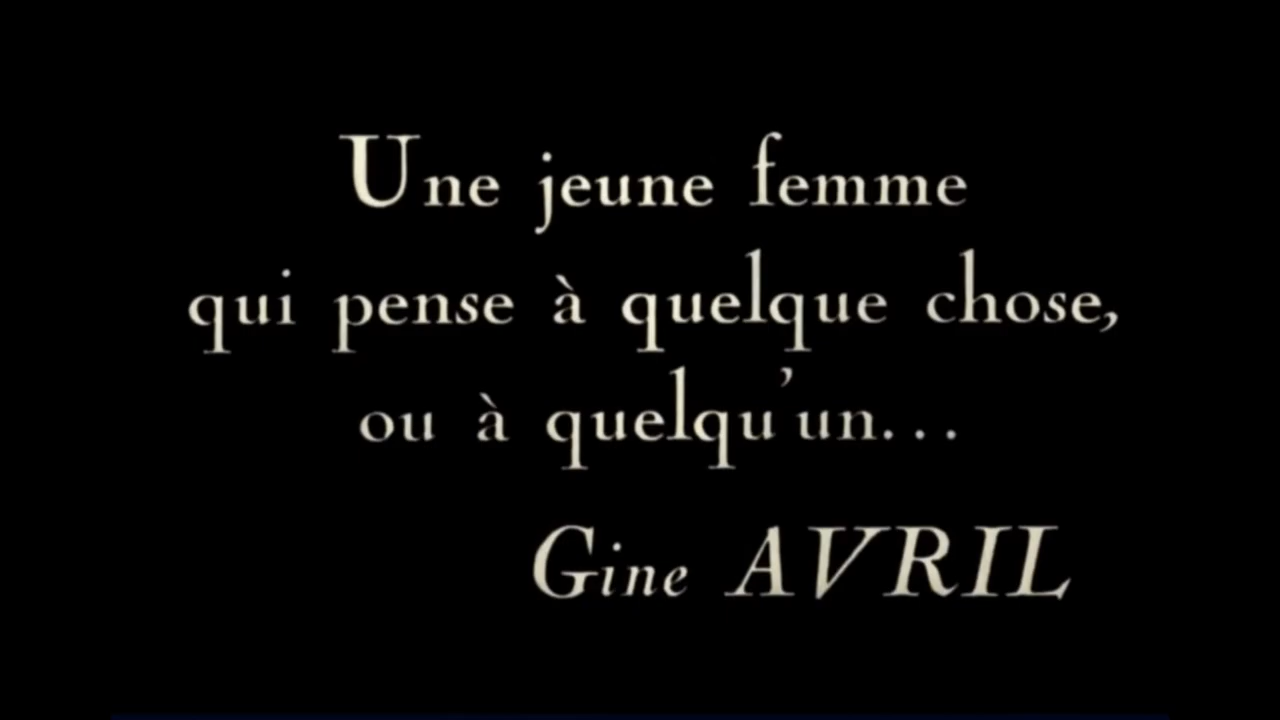 Une jeune femme
qui pense à quelque chose,
ou à quelqu'un...
Gine AVRIL